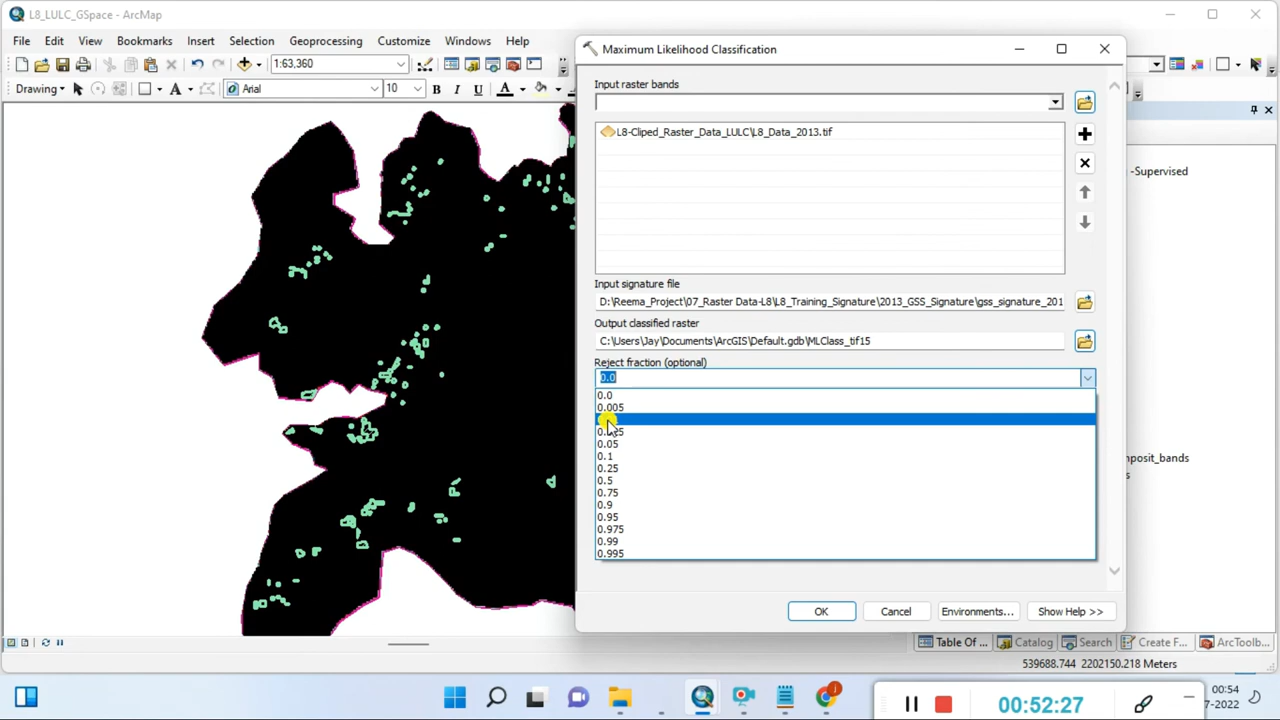 L8_LULC_GSpace - ArcMap
File Edit View Bookmarks Insert Selection Geoprocessing Customize Windows Help
1:63,360
Drawing Arial 10 B I U A
Maximum Likelihood Classification
Input raster bands
L8-Cliped_Raster_Data_LULC\L8_Data_2013.tif
Input signature file
D:\Reema_Project\07_Raster Data-L8\L8_Training_Signature\2013_GSS_Signature\gss_signature_201
Output classified raster
C:\Users\Jay\Documents\ArcGIS\Default.gdb\MLClass_tif15
Reject fraction (optional)
0.0
0.0
0.005
0.05
0.1
0.25
0.5
0.75
0.9
0.95
0.975
0.99
0.995
OK Cancel Environments... Show Help >>
-Supervised
nposit_bands
Table Of ... Catalog Search Create F... ArcToolb...
539688.744 2202150.218 Meters
00:52:27
00:54
7-2022